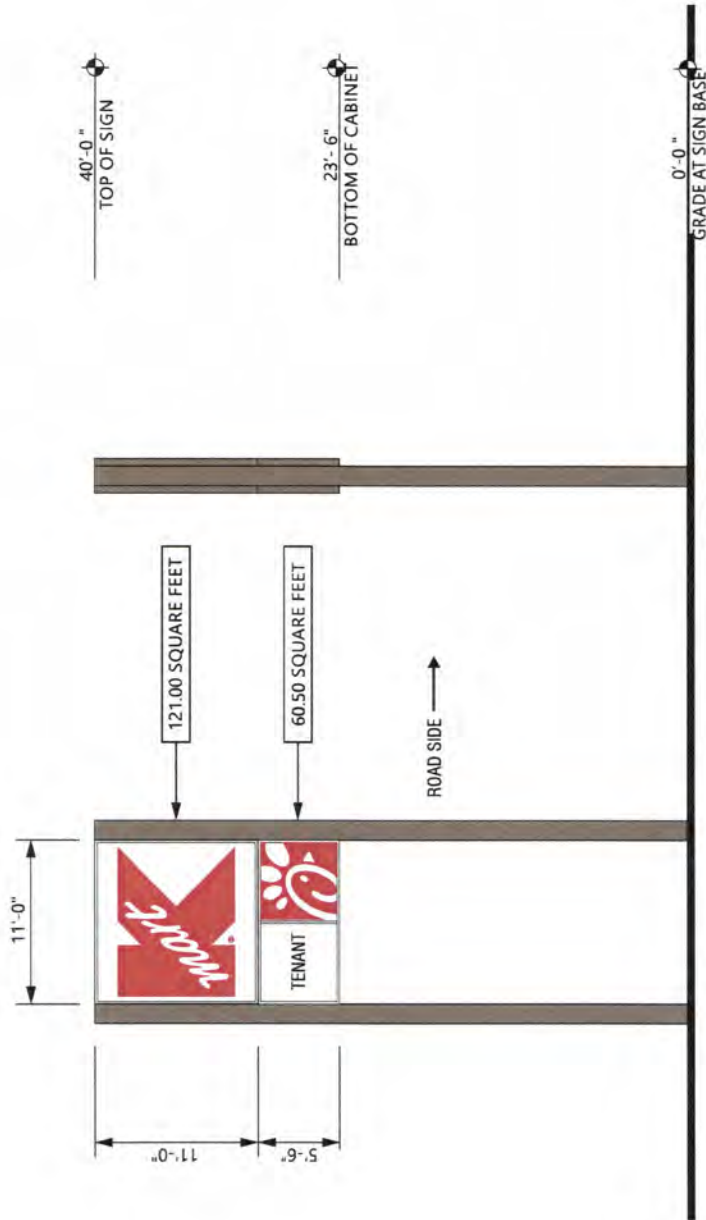 11'-0"
11'-0"
5'-6"
K
mart
®
TENANT
C
121.00 SQUARE FEET
60.50 SQUARE FEET
ROAD SIDE
40'-0"
TOP OF SIGN
23'- 6"
BOTTOM OF CABINET
0'-0"
GRADE AT SIGN BASE